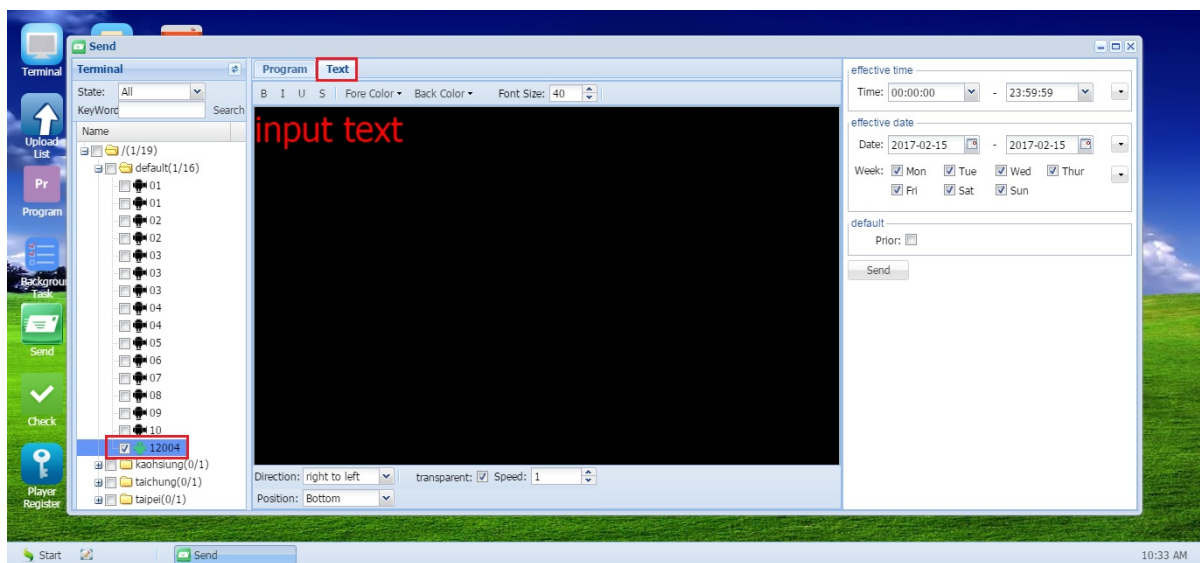 Terminal
Upload
List
Pr
Program
Backgrou
Task
Send
Check
Player
Register
Send
Terminal
State: All
KeyWord Search
Name
/(1/19)
default(1/16)
01
01
02
02
03
03
03
04
04
05
06
07
08
09
10
12004
kaohsiung(0/1)
taichung(0/1)
taipei(0/1)
Program Text
B I U S Fore Color Back Color Font Size: 40
input text
Direction: right to left transparent: Speed: 1
Position: Bottom
effective time
Time: 00:00:00 - 23:59:59
effective date
Date: 2017-02-15 - 2017-02-15
Week: Mon Tue Wed Thur
Fri Sat Sun
default
Prior:
Send
Start Send 10:33 AM